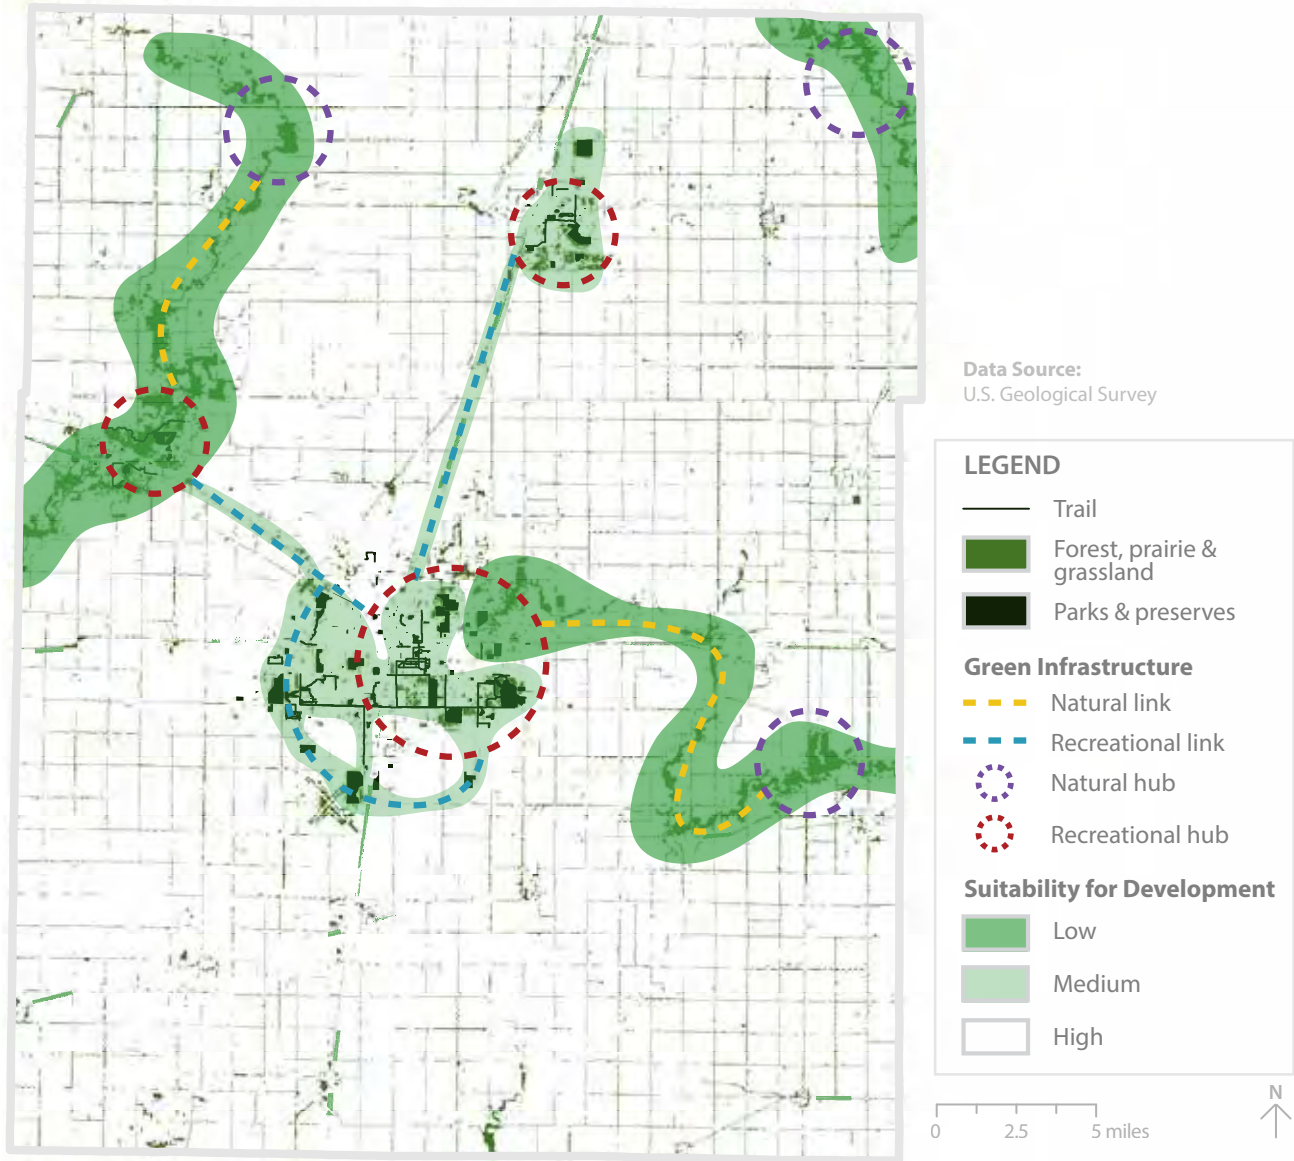 Data Source:
U.S. Geological Survey
LEGEND
Trail
Forest, prairie &
grassland
Parks & preserves
Green Infrastructure
Natural link
Recreational link
Natural hub
Recreational hub
Suitability for Development
Low
Medium
High
N
0 2.5 5 miles